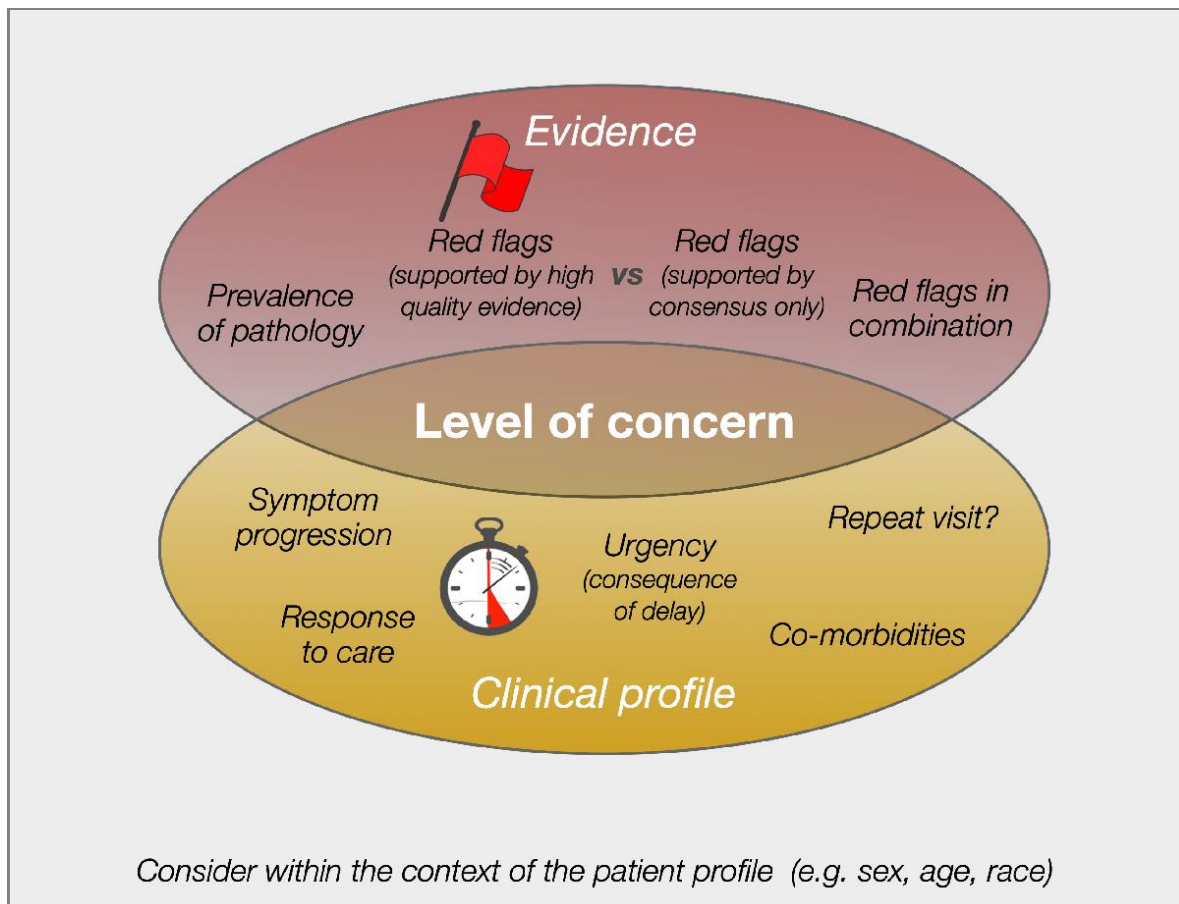 Evidence
Red flags
(supported by high
quality evidence)
vs
Red flags
(supported by
consensus only)
Prevalence
of pathology
Red flags in
combination
Level of concern
Symptom
progression
Repeat visit?
Urgency
(consequence
of delay)
Response
to care
Co-morbidities
Clinical profile
Consider within the context of the patient profile (e.g. sex, age, race)